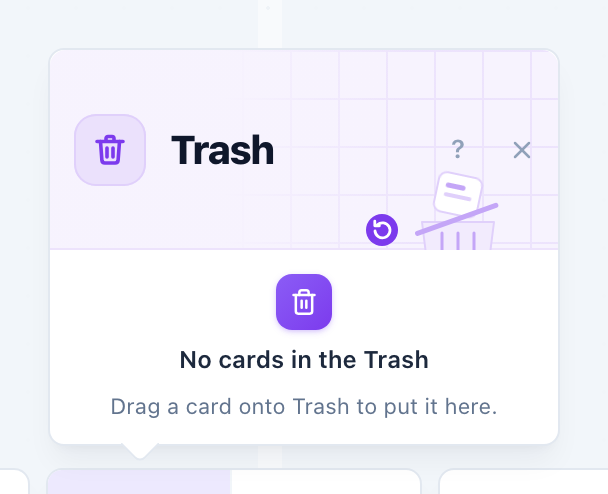 Trash
?
No cards in the Trash
Drag a card onto Trash to put it here.